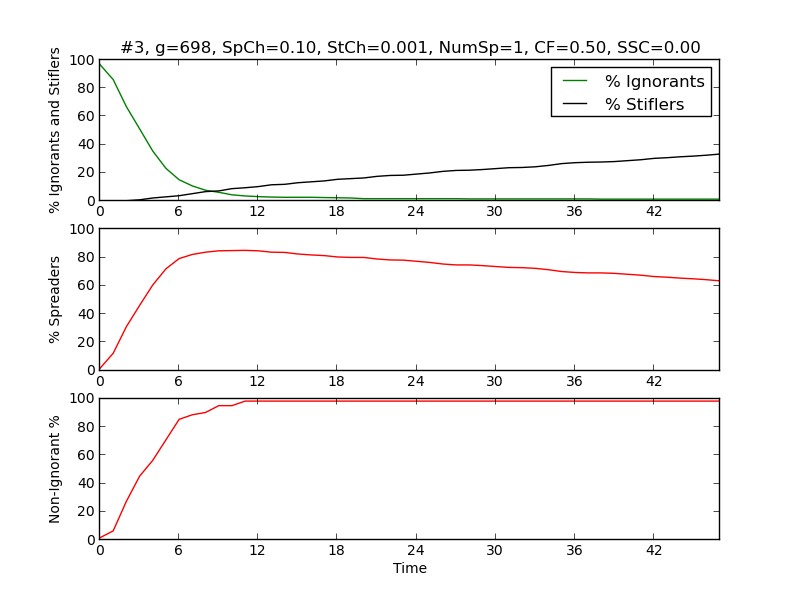 #3, g=698, SpCh=0.10, StCh=0.001, NumSp=1, CF=0.50, SSC=0.00
% Ignorants and Stiflers
100
80
60
40
20
0
% Ignorants
% Stiflers
0 6 12 18 24 30 36 42
% Spreaders
100
80
60
40
20
0
0 6 12 18 24 30 36 42
Non-Ignorant %
100
80
60
40
20
0
0 6 12 18 24 30 36 42
Time